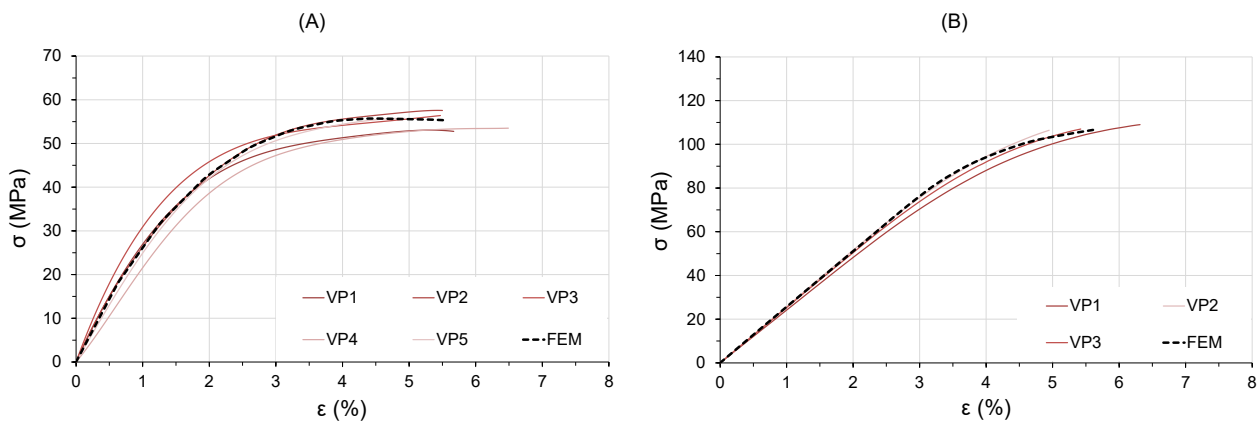 (A)
70
60
50
40
30
20
10
0
σ (MPa)
VP1 VP2 VP3
VP4 VP5 FEM
0 1 2 3 4 5 6 7 8
ε (%)
(B)
140
120
100
80
60
40
20
0
σ (MPa)
VP1 VP2
VP3 FEM
0 1 2 3 4 5 6 7 8
ε (%)